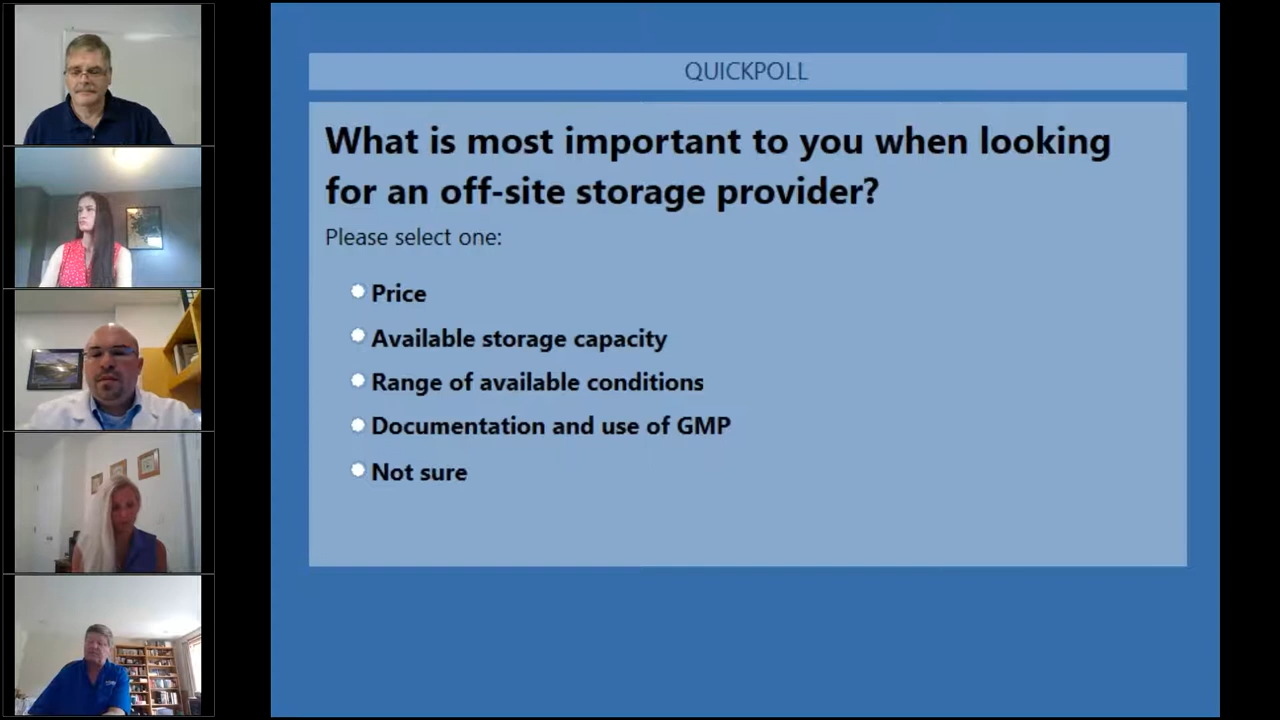 QUICKPOLL
What is most important to you when looking
for an off-site storage provider?
Please select one:
Price
Available storage capacity
Range of available conditions
Documentation and use of GMP
Not sure